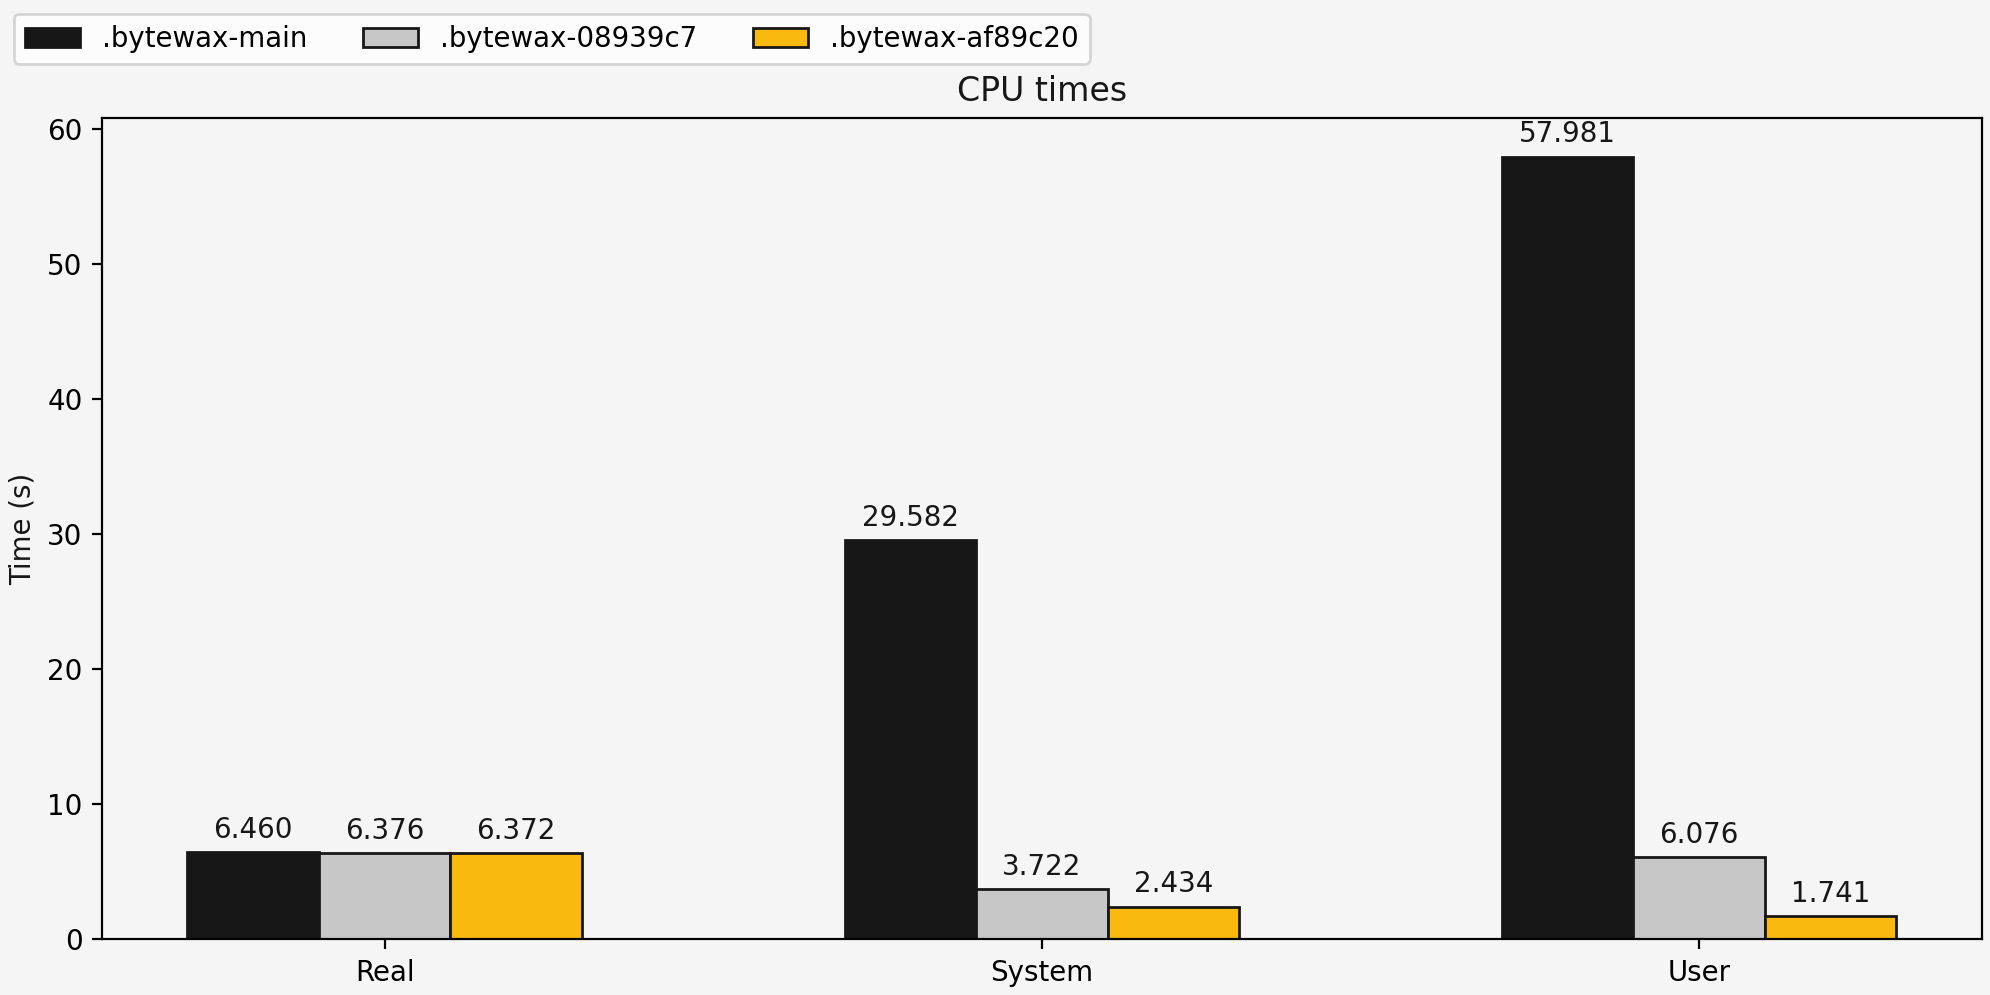 .bytewax-main .bytewax-08939c7 .bytewax-af89c20
CPU times
Time (s)
60
50
40
30
20
10
0
57.981
29.582
6.460 6.376 6.372
3.722 2.434
6.076 1.741
Real System User